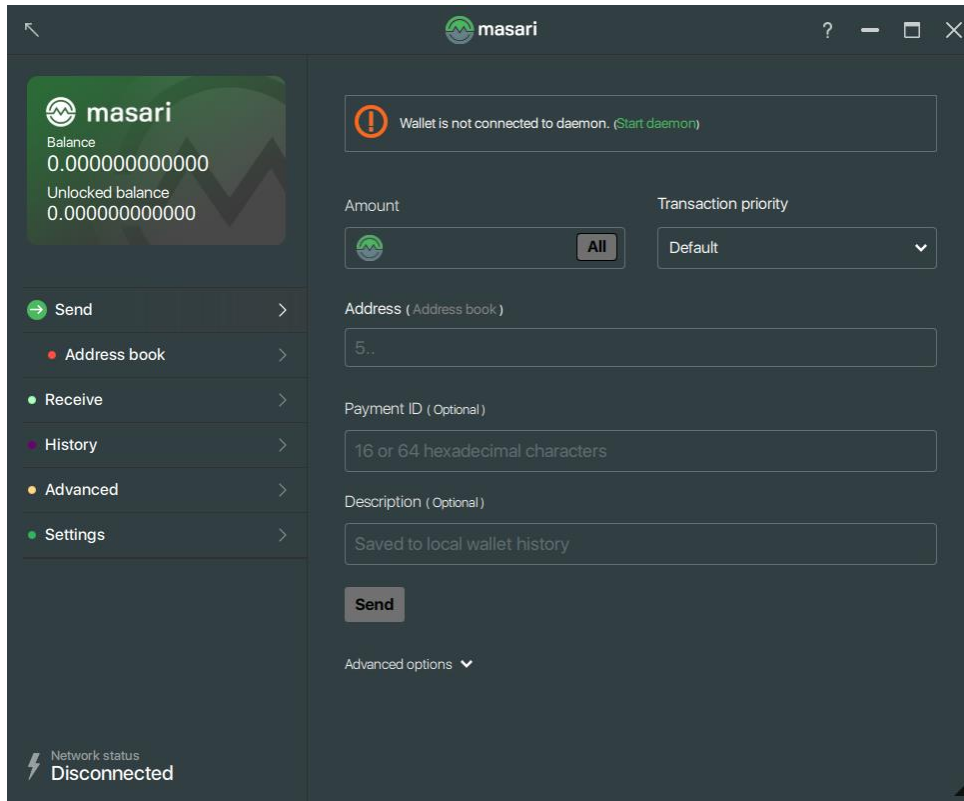 masari
?
masari
Balance
0.000000000000
Unlocked balance
0.000000000000
Send
Address book
Receive
History
Advanced
Settings
Network status
Disconnected
Wallet is not connected to daemon. (Start daemon)
Amount
All
Transaction priority
Default
Address ( Address book )
5..
Payment ID ( Optional )
16 or 64 hexadecimal characters
Description ( Optional )
Saved to local wallet history
Send
Advanced options